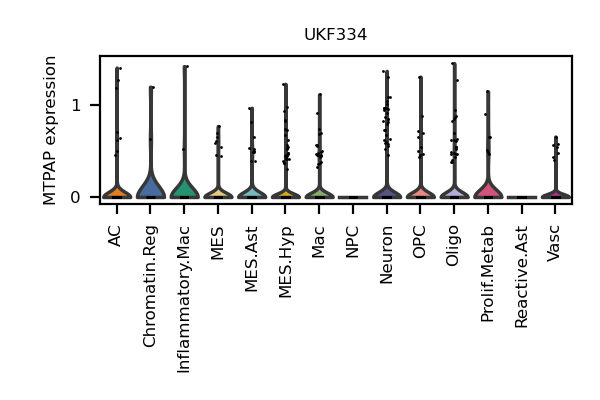 UKF334
MTPAP expression
1
0
AC
Chromatin.Reg
Inflammatory.Mac
MES
MES.Ast
MES.Hyp
Mac
NPC
Neuron
OPC
Oligo
Prolif.Metab
Reactive.Ast
Vasc